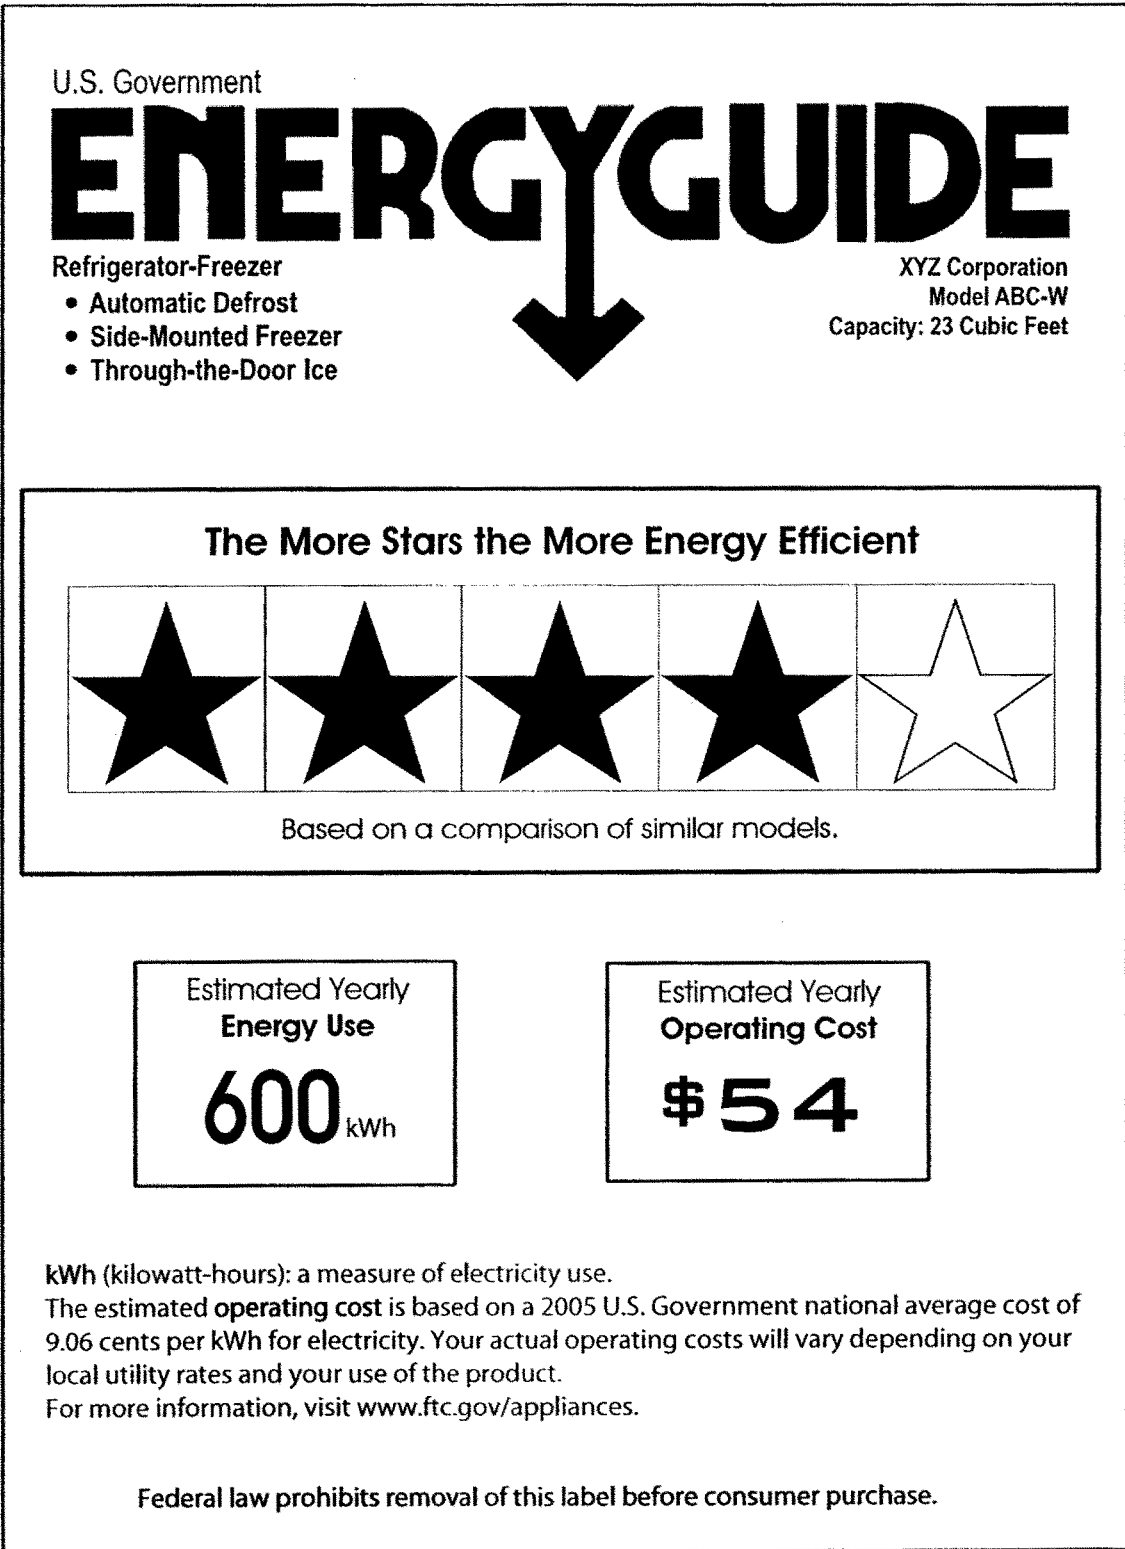 U.S. Government
ENERGYGUIDE
Refrigerator-Freezer
• Automatic Defrost
• Side-Mounted Freezer
• Through-the-Door Ice
XYZ Corporation
Model ABC-W
Capacity: 23 Cubic Feet
The More Stars the More Energy Efficient
Based on a comparison of similar models.
Estimated Yearly
Energy Use
600 kWh
Estimated Yearly
Operating Cost
$54
kWh (kilowatt-hours): a measure of electricity use.
The estimated operating cost is based on a 2005 U.S. Government national average cost of
9.06 cents per kWh for electricity. Your actual operating costs will vary depending on your
local utility rates and your use of the product.
For more information, visit www.ftc.gov/appliances.
Federal law prohibits removal of this label before consumer purchase.